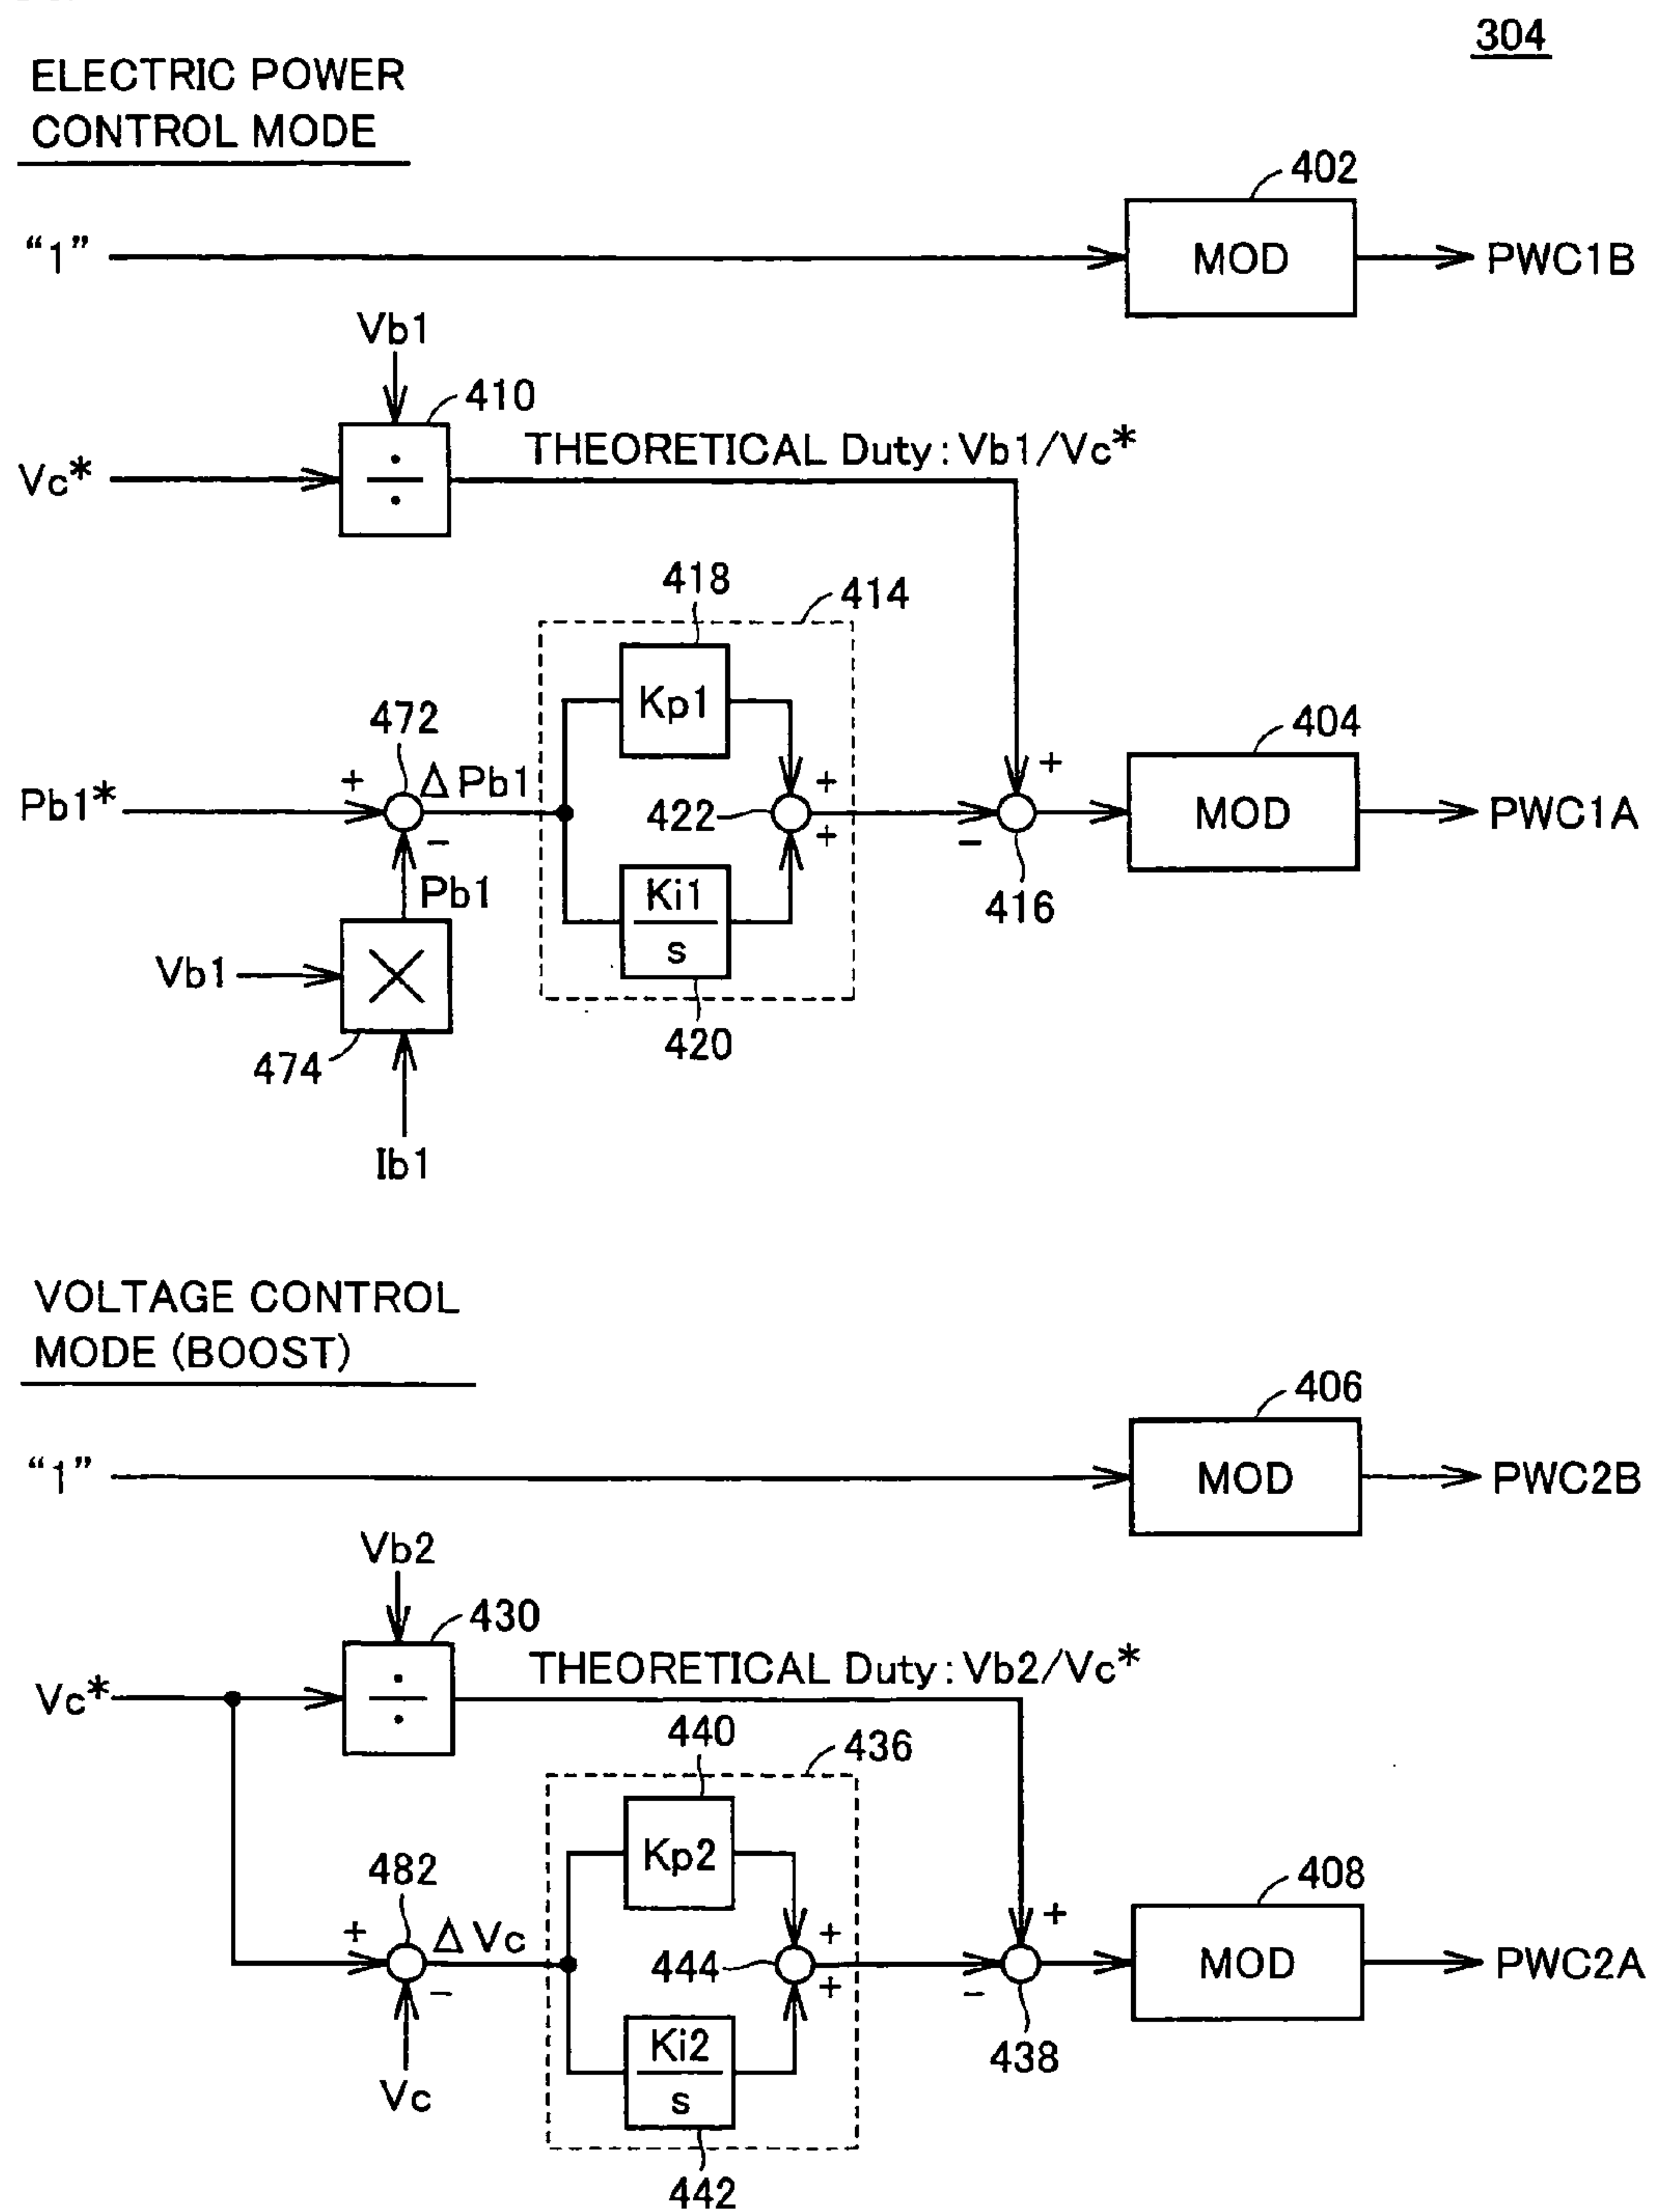 304
ELECTRIC POWER
CONTROL MODE
402
“1”
MOD
PWC1B
Vb1
410
Vc*
÷
THEORETICAL Duty : Vb1/Vc*
418
414
Kp1
472
404
Pb1*
+
Δ Pb1
−
422
+
+
+
−
MOD
PWC1A
Pb1
416
Ki1
s
Vb1
×
474
420
Ib1
VOLTAGE CONTROL
MODE (BOOST)
406
“1”
MOD
PWC2B
Vb2
430
Vc*
÷
THEORETICAL Duty : Vb2/Vc*
440
436
Kp2
482
408
+
Δ Vc
−
444
+
+
+
−
MOD
PWC2A
438
Ki2
s
Vc
442